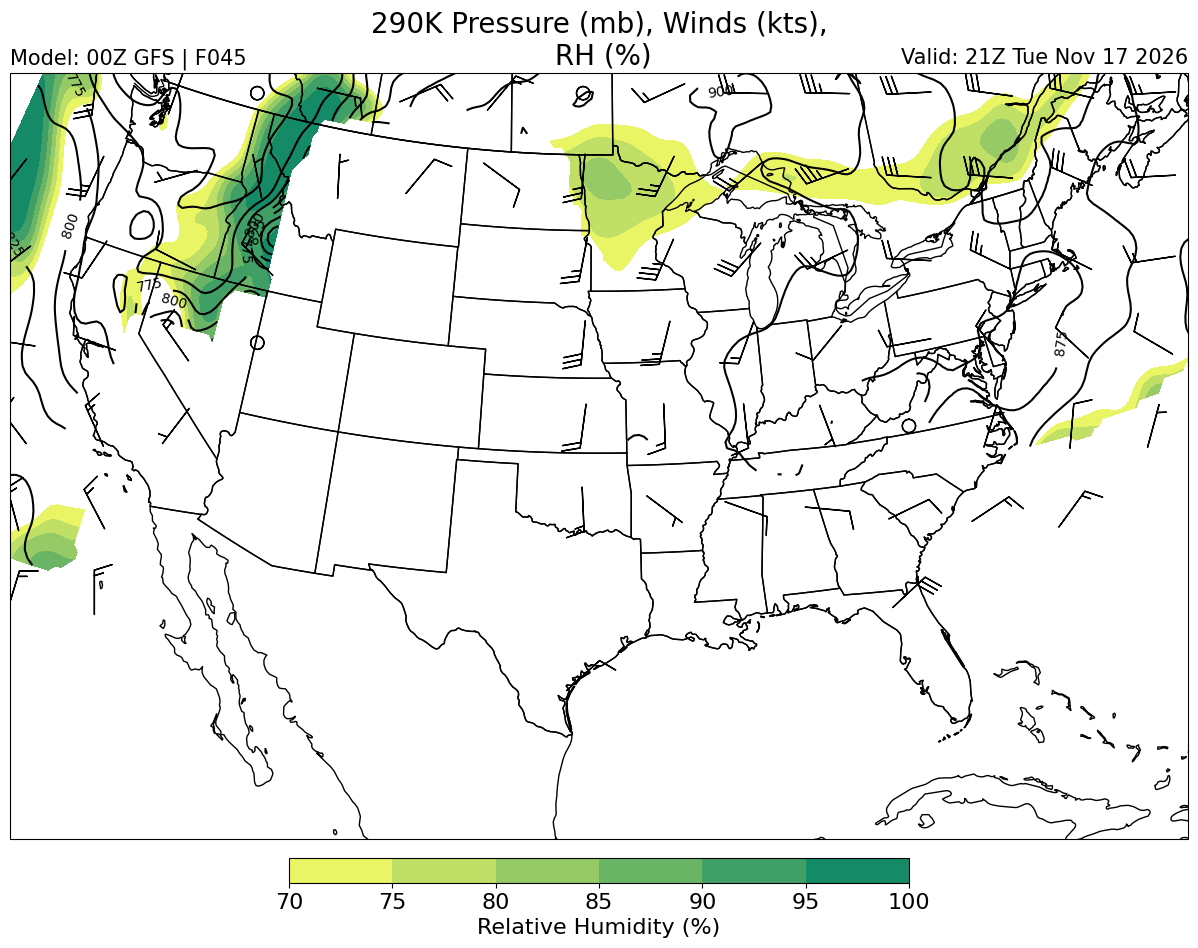 290K Pressure (mb), Winds (kts),
RH (%)
Model: 00Z GFS | F045
Valid: 21Z Tue Nov 17 2026
775
900
800
825
775
800
875
70 75 80 85 90 95 100
Relative Humidity (%)